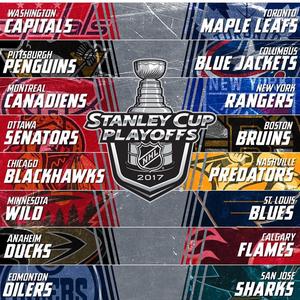 WASHINGTON
CAPITALS
TORONTO
MAPLE LEAFS
PITTSBURGH
PENGUINS
COLUMBUS
BLUE JACKETS
MONTREAL
CANADIENS
NEW YORK
RANGERS
OTTAWA
SENATORS
BOSTON
BRUINS
STANLEY CUP
PLAYOFFS
NHL
2017
CHICAGO
BLACKHAWKS
NASHVILLE
PREDATORS
MINNESOTA
WILD
ST. LOUIS
BLUES
ANAHEIM
DUCKS
CALGARY
FLAMES
EDMONTON
OILERS
SAN JOSE
SHARKS